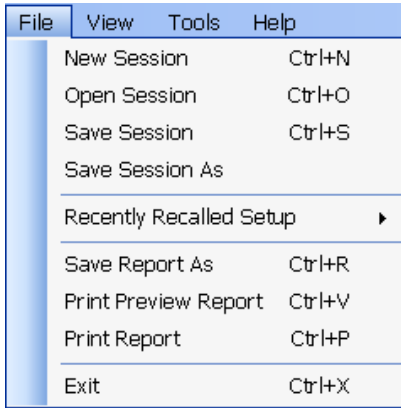 File View Tools Help
New Session Ctrl+N
Open Session Ctrl+O
Save Session Ctrl+S
Save Session As
Recently Recalled Setup
Save Report As Ctrl+R
Print Preview Report Ctrl+V
Print Report Ctrl+P
Exit Ctrl+X